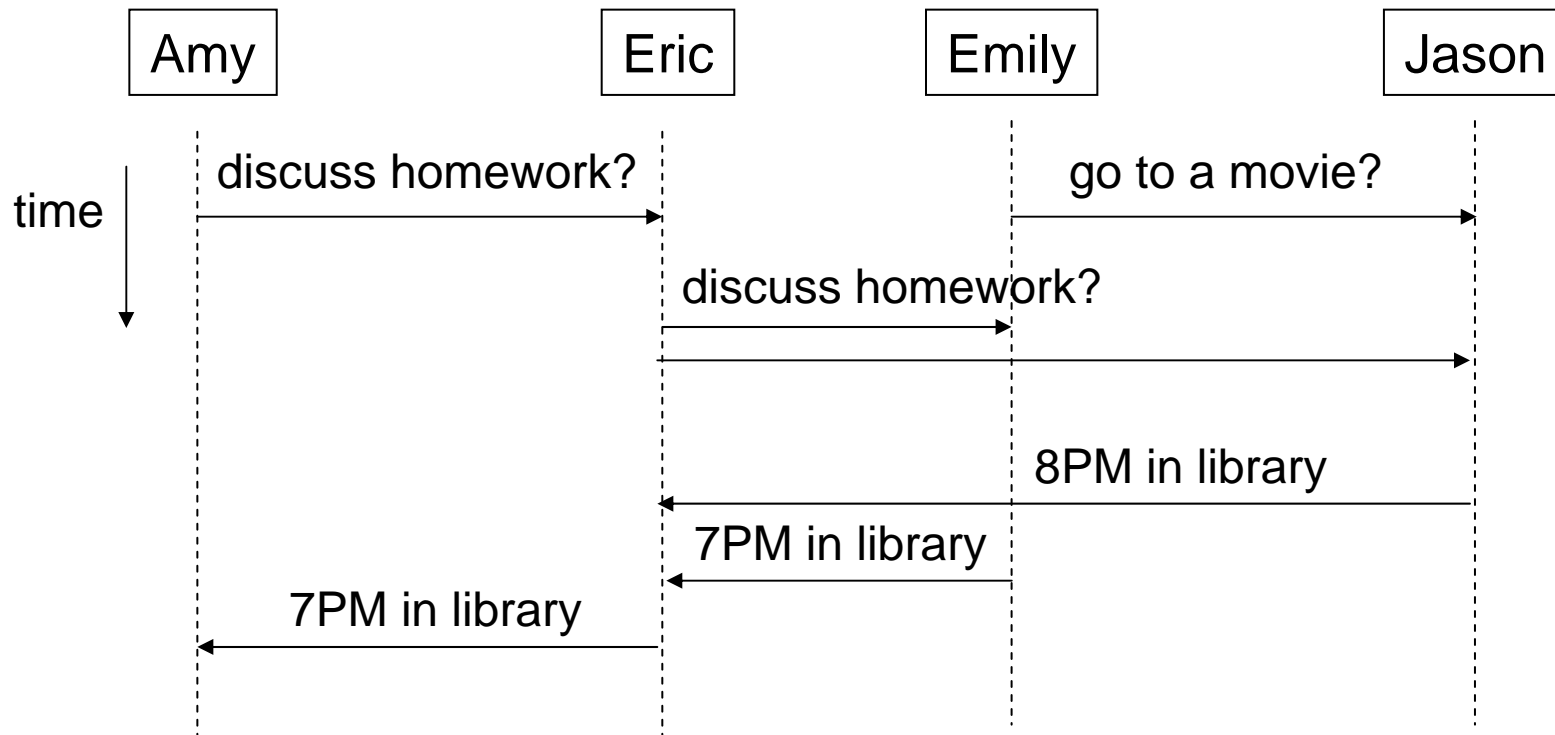 Amy
Eric
Emily
Jason
discuss homework?
go to a movie?
time
discuss homework?
8PM in library
7PM in library
7PM in library